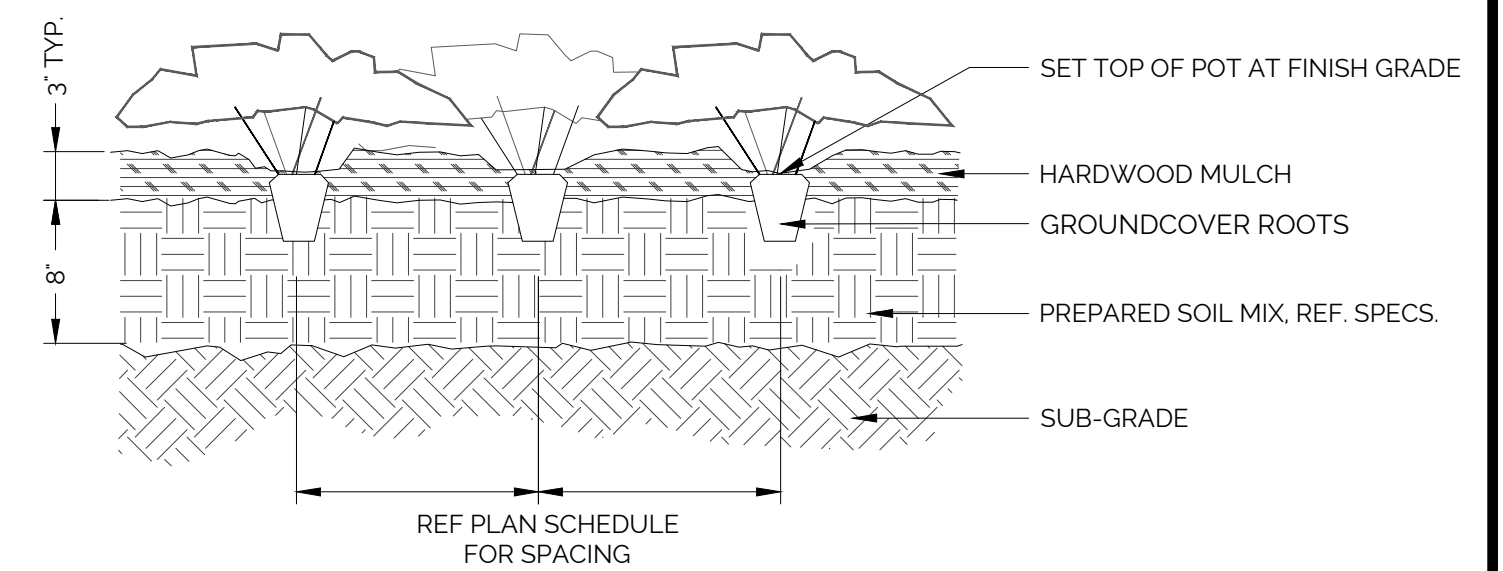 3" TYP.
SET TOP OF POT AT FINISH GRADE
HARDWOOD MULCH
GROUNDCOVER ROOTS
8"
PREPARED SOIL MIX, REF. SPECS.
SUB-GRADE
REF PLAN SCHEDULE
FOR SPACING